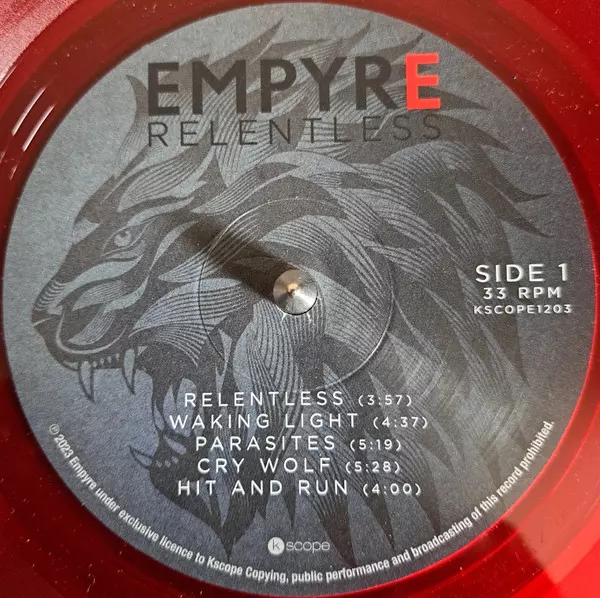 EMPYRE
RELENTLESS
SIDE 1
33 RPM
KSCOPE1203
RELENTLESS (3:57)
WAKING LIGHT (4:37)
PARASITES (5:19)
CRY WOLF (5:28)
HIT AND RUN (4:00)
k scope
℗ 2023 Empyre under exclusive licence to Kscope Copying, public performance and broadcasting of this record prohibited.